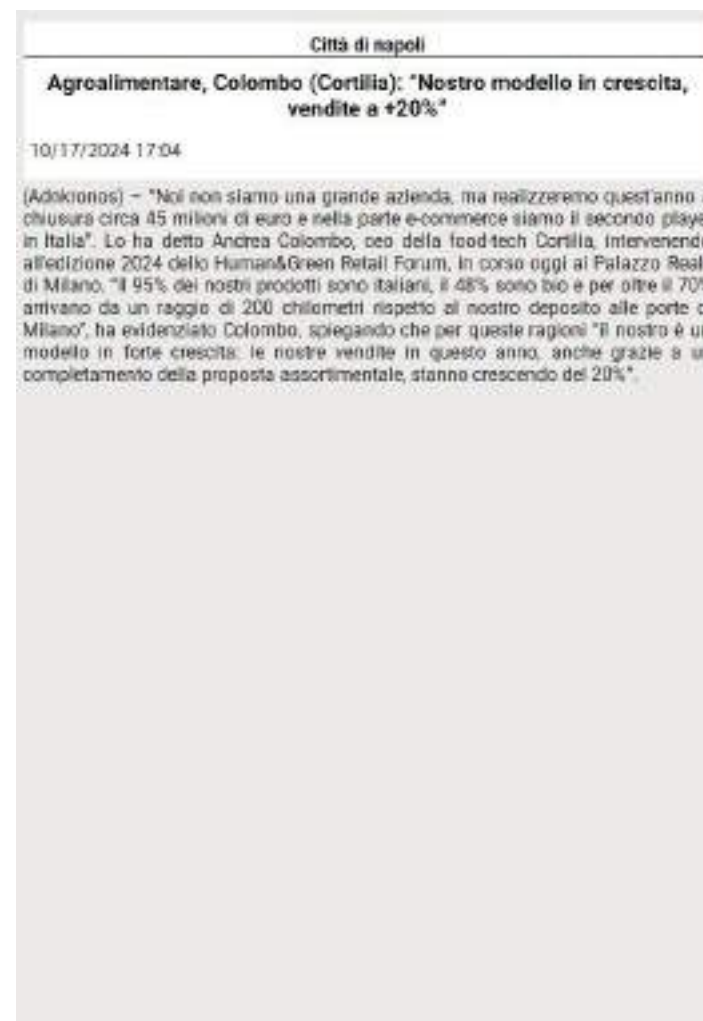 Città di napoli
Agroalimentare, Colombo (Cortilia): "Nostro modello in crescita,
vendite a +20%"
10/17/2024 17:04
(Adnkronos) – "Noi non siamo una grande azienda, ma realizzeremo quest'anno
chiusura circa 45 milioni di euro e nella parte e-commerce siamo il secondo playe
in Italia". Lo ha detto Andrea Colombo, ceo della food-tech Cortilia, intervenend
all'edizione 2024 dello Human&Green Retail Forum, in corso oggi al Palazzo Real
di Milano. "Il 95% dei nostri prodotti sono italiani, il 48% sono bio e per oltre il 70%
arrivano da un raggio di 200 chilometri rispetto al nostro deposito alle porte d
Milano", ha evidenziato Colombo, spiegando che per queste ragioni "il nostro è un
modello in forte crescita: le nostre vendite in questo anno, anche grazie a un
completamento della proposta assortimentale, stanno crescendo del 20%".